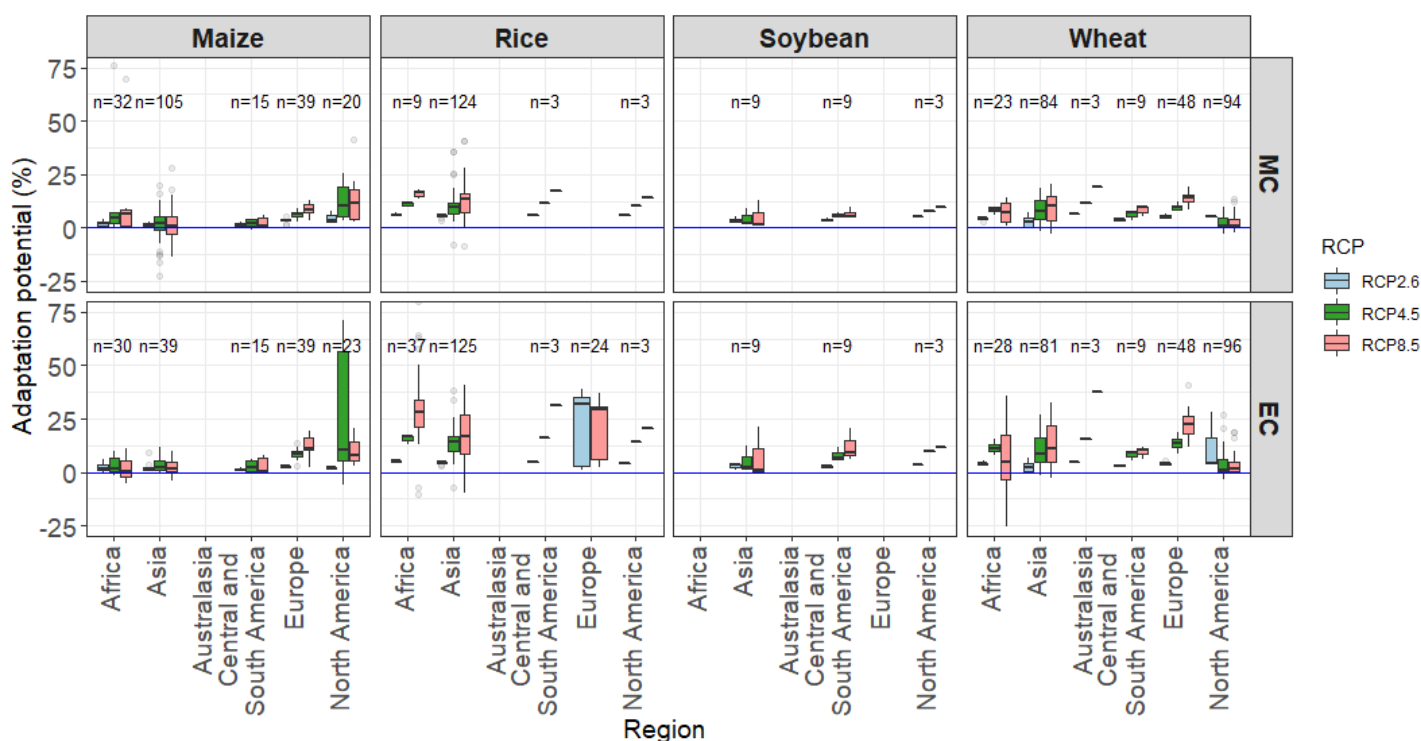 Maize Rice Soybean Wheat
Adaptation potential (%)
75
50
25
0
-25
n=32 n=105 n=15 n=39 n=20
n=9 n=124 n=3 n=3
n=9 n=9 n=3
n=23 n=84 n=3 n=9 n=48 n=94
MC
75
50
25
0
-25
n=30 n=39 n=15 n=39 n=23
n=37 n=125 n=3 n=24 n=3
n=9 n=9 n=3
n=28 n=81 n=3 n=9 n=48 n=96
EC
Africa
Asia
Australasia
Central and
South America
Europe
North America
Africa
Asia
Australasia
Central and
South America
Europe
North America
Africa
Asia
Australasia
Central and
South America
Europe
North America
Africa
Asia
Australasia
Central and
South America
Europe
North America
Region
RCP
RCP2.6
RCP4.5
RCP8.5